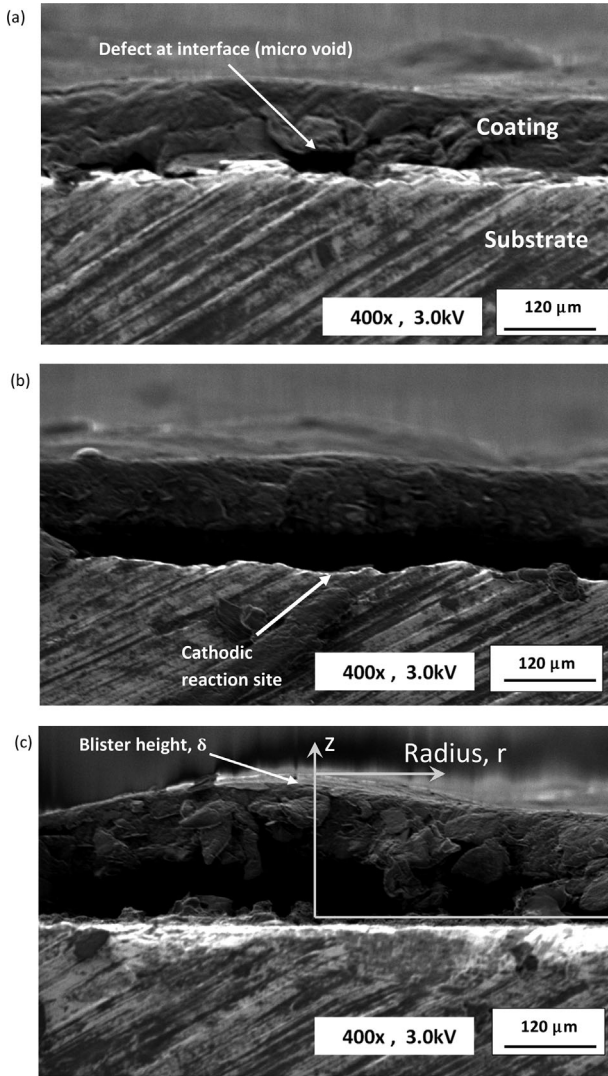 (a)
Defect at interface (micro void)
Coating
Substrate
400x , 3.0kV
120 μm
(b)
Cathodic
reaction site
400x , 3.0kV
120 μm
(c)
Blister height, δ
z
Radius, r
400x , 3.0kV
120 μm